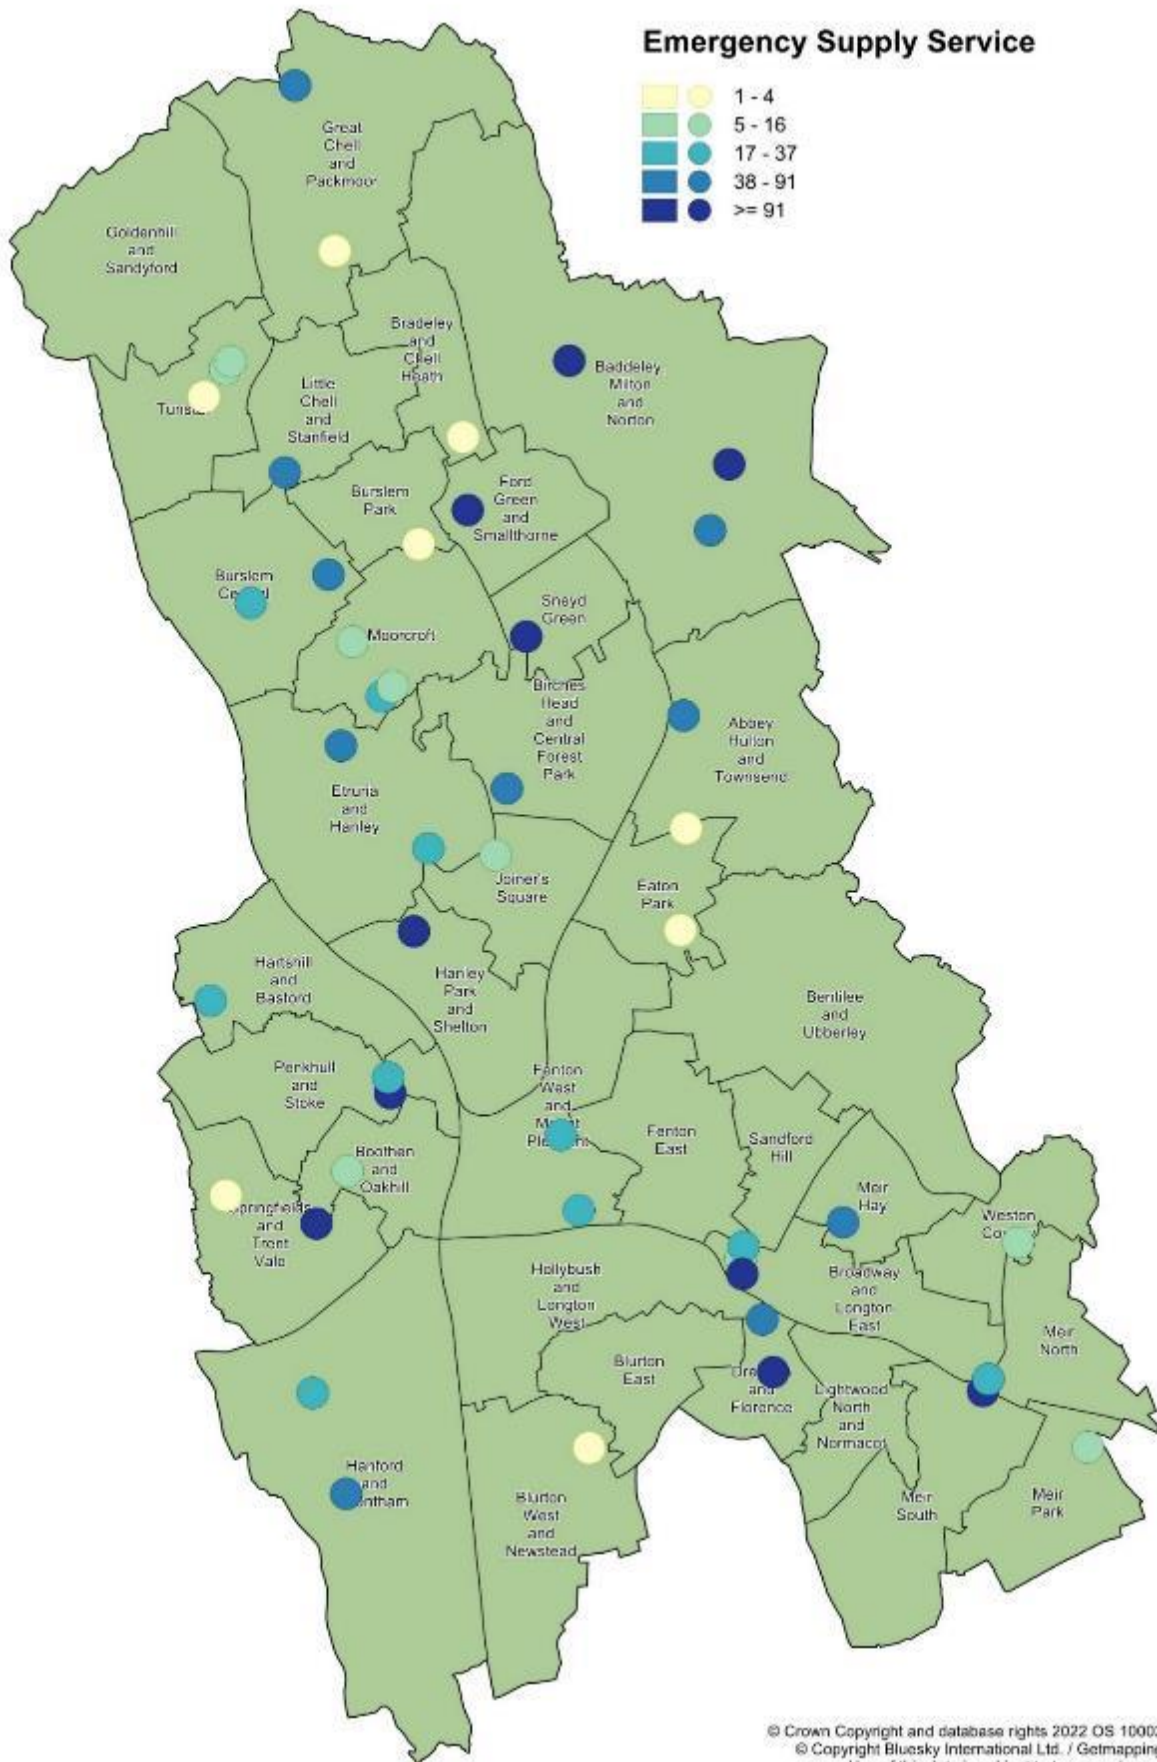 Emergency Supply Service
1 - 4
5 - 16
17 - 37
38 - 91
>= 91
Great
Chell
and
Packmoor
Goldenhill
and
Sandyford
Bradeley
and
Chell
Heath
Baddeley
Milton
and
Norton
Little
Chell
and
Stanfield
Burslem
Park
Ford
Green
and
Smallthorne
Burslem
Sneyd
Green
Moorcroft
Birches
Head
and
Central
Forest
Park
Abbey
Hulton
and
Townsend
Etruria
and
Hanley
Joiner's
Square
Eaton
Park
Hartshill
and
Basford
Hanley
Park
and
Shelton
Bentilee
and
Ubberley
Penkhull
and
Stoke
Fenton
West
and
Fenton
East
Sandford
Hill
Boothen
and
Oakhill
Meir
Hay
Springfields
and
Trent
Vale
Weston
Hollybush
and
Longton
West
Broadway
and
Longton
East
Meir
North
Blurton
East
and
Florence
Lightwood
North
and
Normacot
Hanford
and
Blurton
West
and
Newstead
Meir
South
Meir
Park
© Crown Copyright and database rights 2022 OS
© Copyright Bluesky International Ltd. / Getmapping